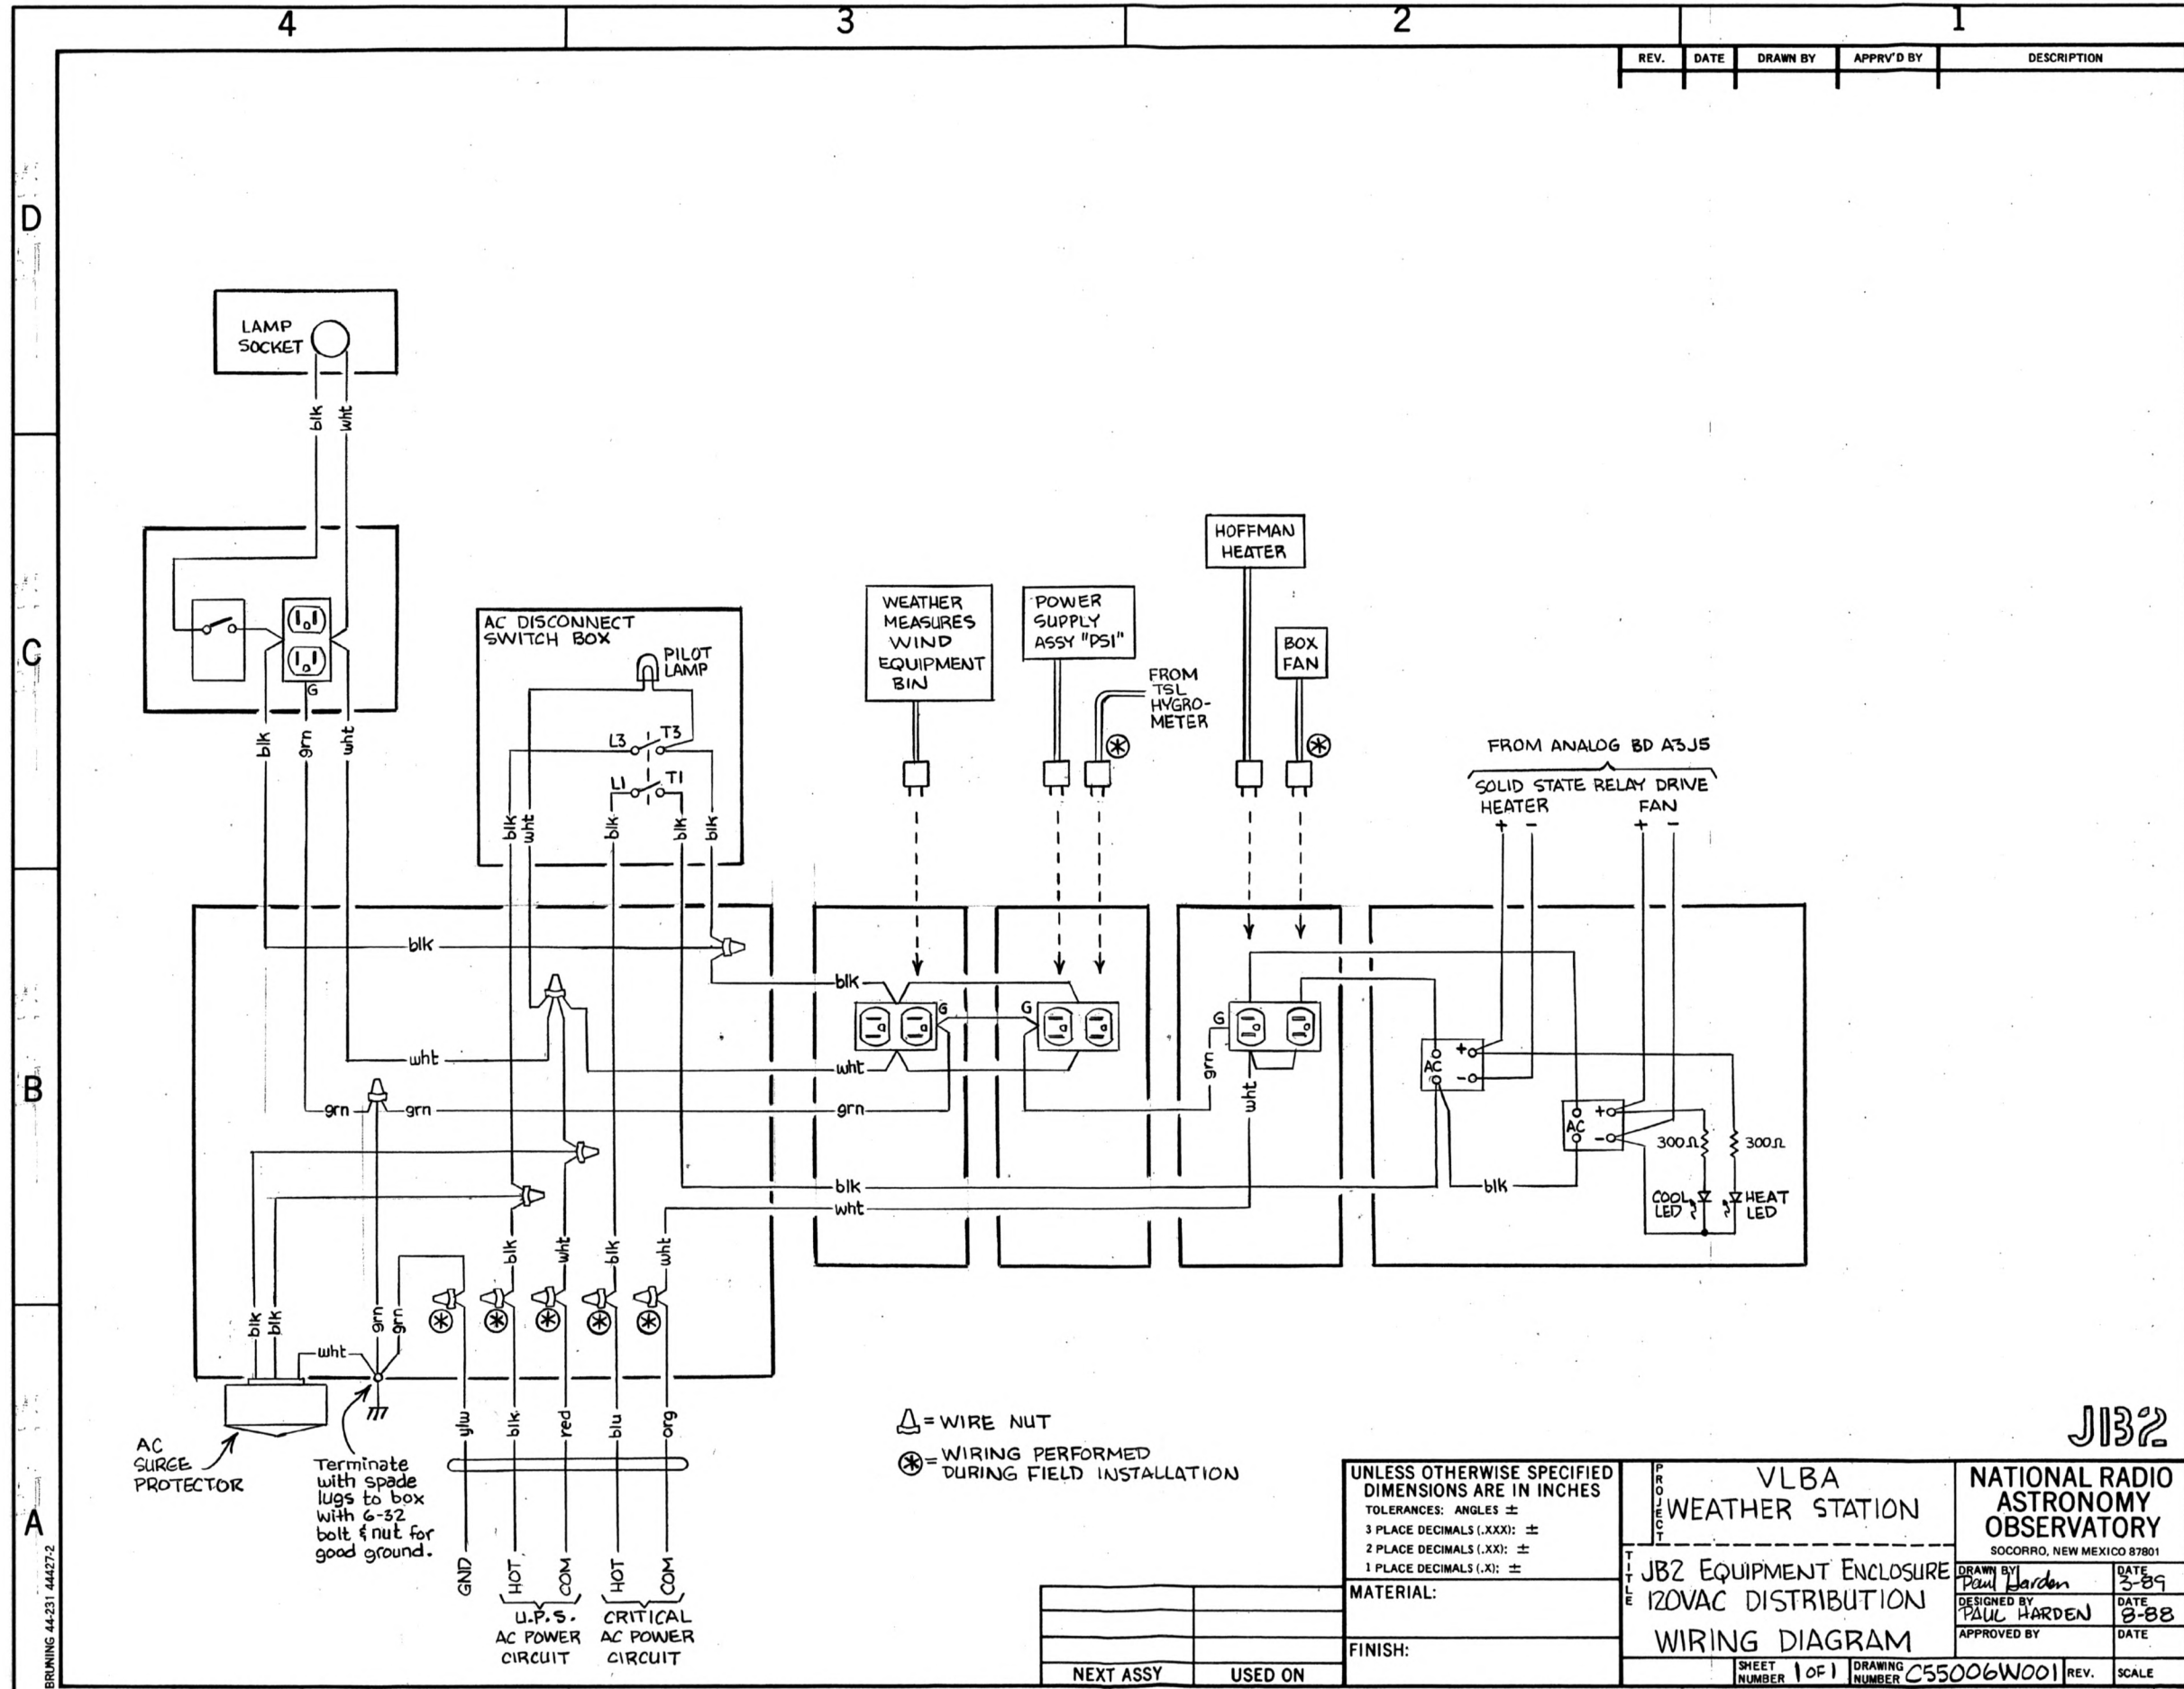 4
3
2
1
REV.
DATE
DRAWN BY
APPRV'D BY
DESCRIPTION
D
C
B
A
LAMP
SOCKET
blk
wht
G
blk
grn
wht
AC DISCONNECT
SWITCH BOX
PILOT
LAMP
L3
T3
L1
T1
blk
wht
blk
blk
blk
WEATHER
MEASURES
WIND
EQUIPMENT
BIN
POWER
SUPPLY
ASSY "PS1"
FROM
TSL
HYGRO-
METER
HOFFMAN
HEATER
BOX
FAN
FROM ANALOG BD A3J5
SOLID STATE RELAY DRIVE
HEATER
FAN
+
-
+
-
blk
blk
G
G
G
wht
wht
grn
grn
grn
grn
wht
AC
+
-
AC
+
-
300Ω
300Ω
blk
wht
blk
COOL
LED
HEAT
LED
blk
wht
blk
wht
blk
blk
grn
grn
wht
ylw
blk
red
blu
org
AC
SURGE
PROTECTOR
Terminate
with spade
lugs to box
with 6-32
bolt & nut for
good ground.
GND
HOT
COM
HOT
COM
U.P.S.
AC POWER
CIRCUIT
CRITICAL
AC POWER
CIRCUIT
= WIRE NUT
= WIRING PERFORMED
DURING FIELD INSTALLATION
JB2
UNLESS OTHERWISE SPECIFIED
DIMENSIONS ARE IN INCHES
TOLERANCES: ANGLES ±
3 PLACE DECIMALS (.XXX): ±
2 PLACE DECIMALS (.XX): ±
1 PLACE DECIMALS (.X): ±
MATERIAL:
FINISH:
NEXT ASSY
USED ON
PROJECT
VLBA
WEATHER STATION
TITLE
JB2 EQUIPMENT ENCLOSURE
120VAC DISTRIBUTION
WIRING DIAGRAM
NATIONAL RADIO
ASTRONOMY
OBSERVATORY
SOCORRO, NEW MEXICO 87801
DRAWN BY
Paul Harden
DATE
3-89
DESIGNED BY
PAUL HARDEN
DATE
8-88
APPROVED BY
DATE
SHEET NUMBER 1 OF 1
DRAWING NUMBER C55006W001
REV.
SCALE
BRUNING 44-231 44427-2